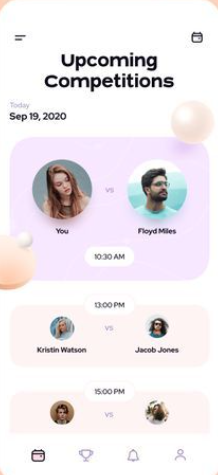 Upcoming
Competitions
Today
Sep 19, 2020
VS
You
Floyd Miles
10:30 AM
13:00 PM
VS
Kristin Watson
Jacob Jones
15:00 PM
VS